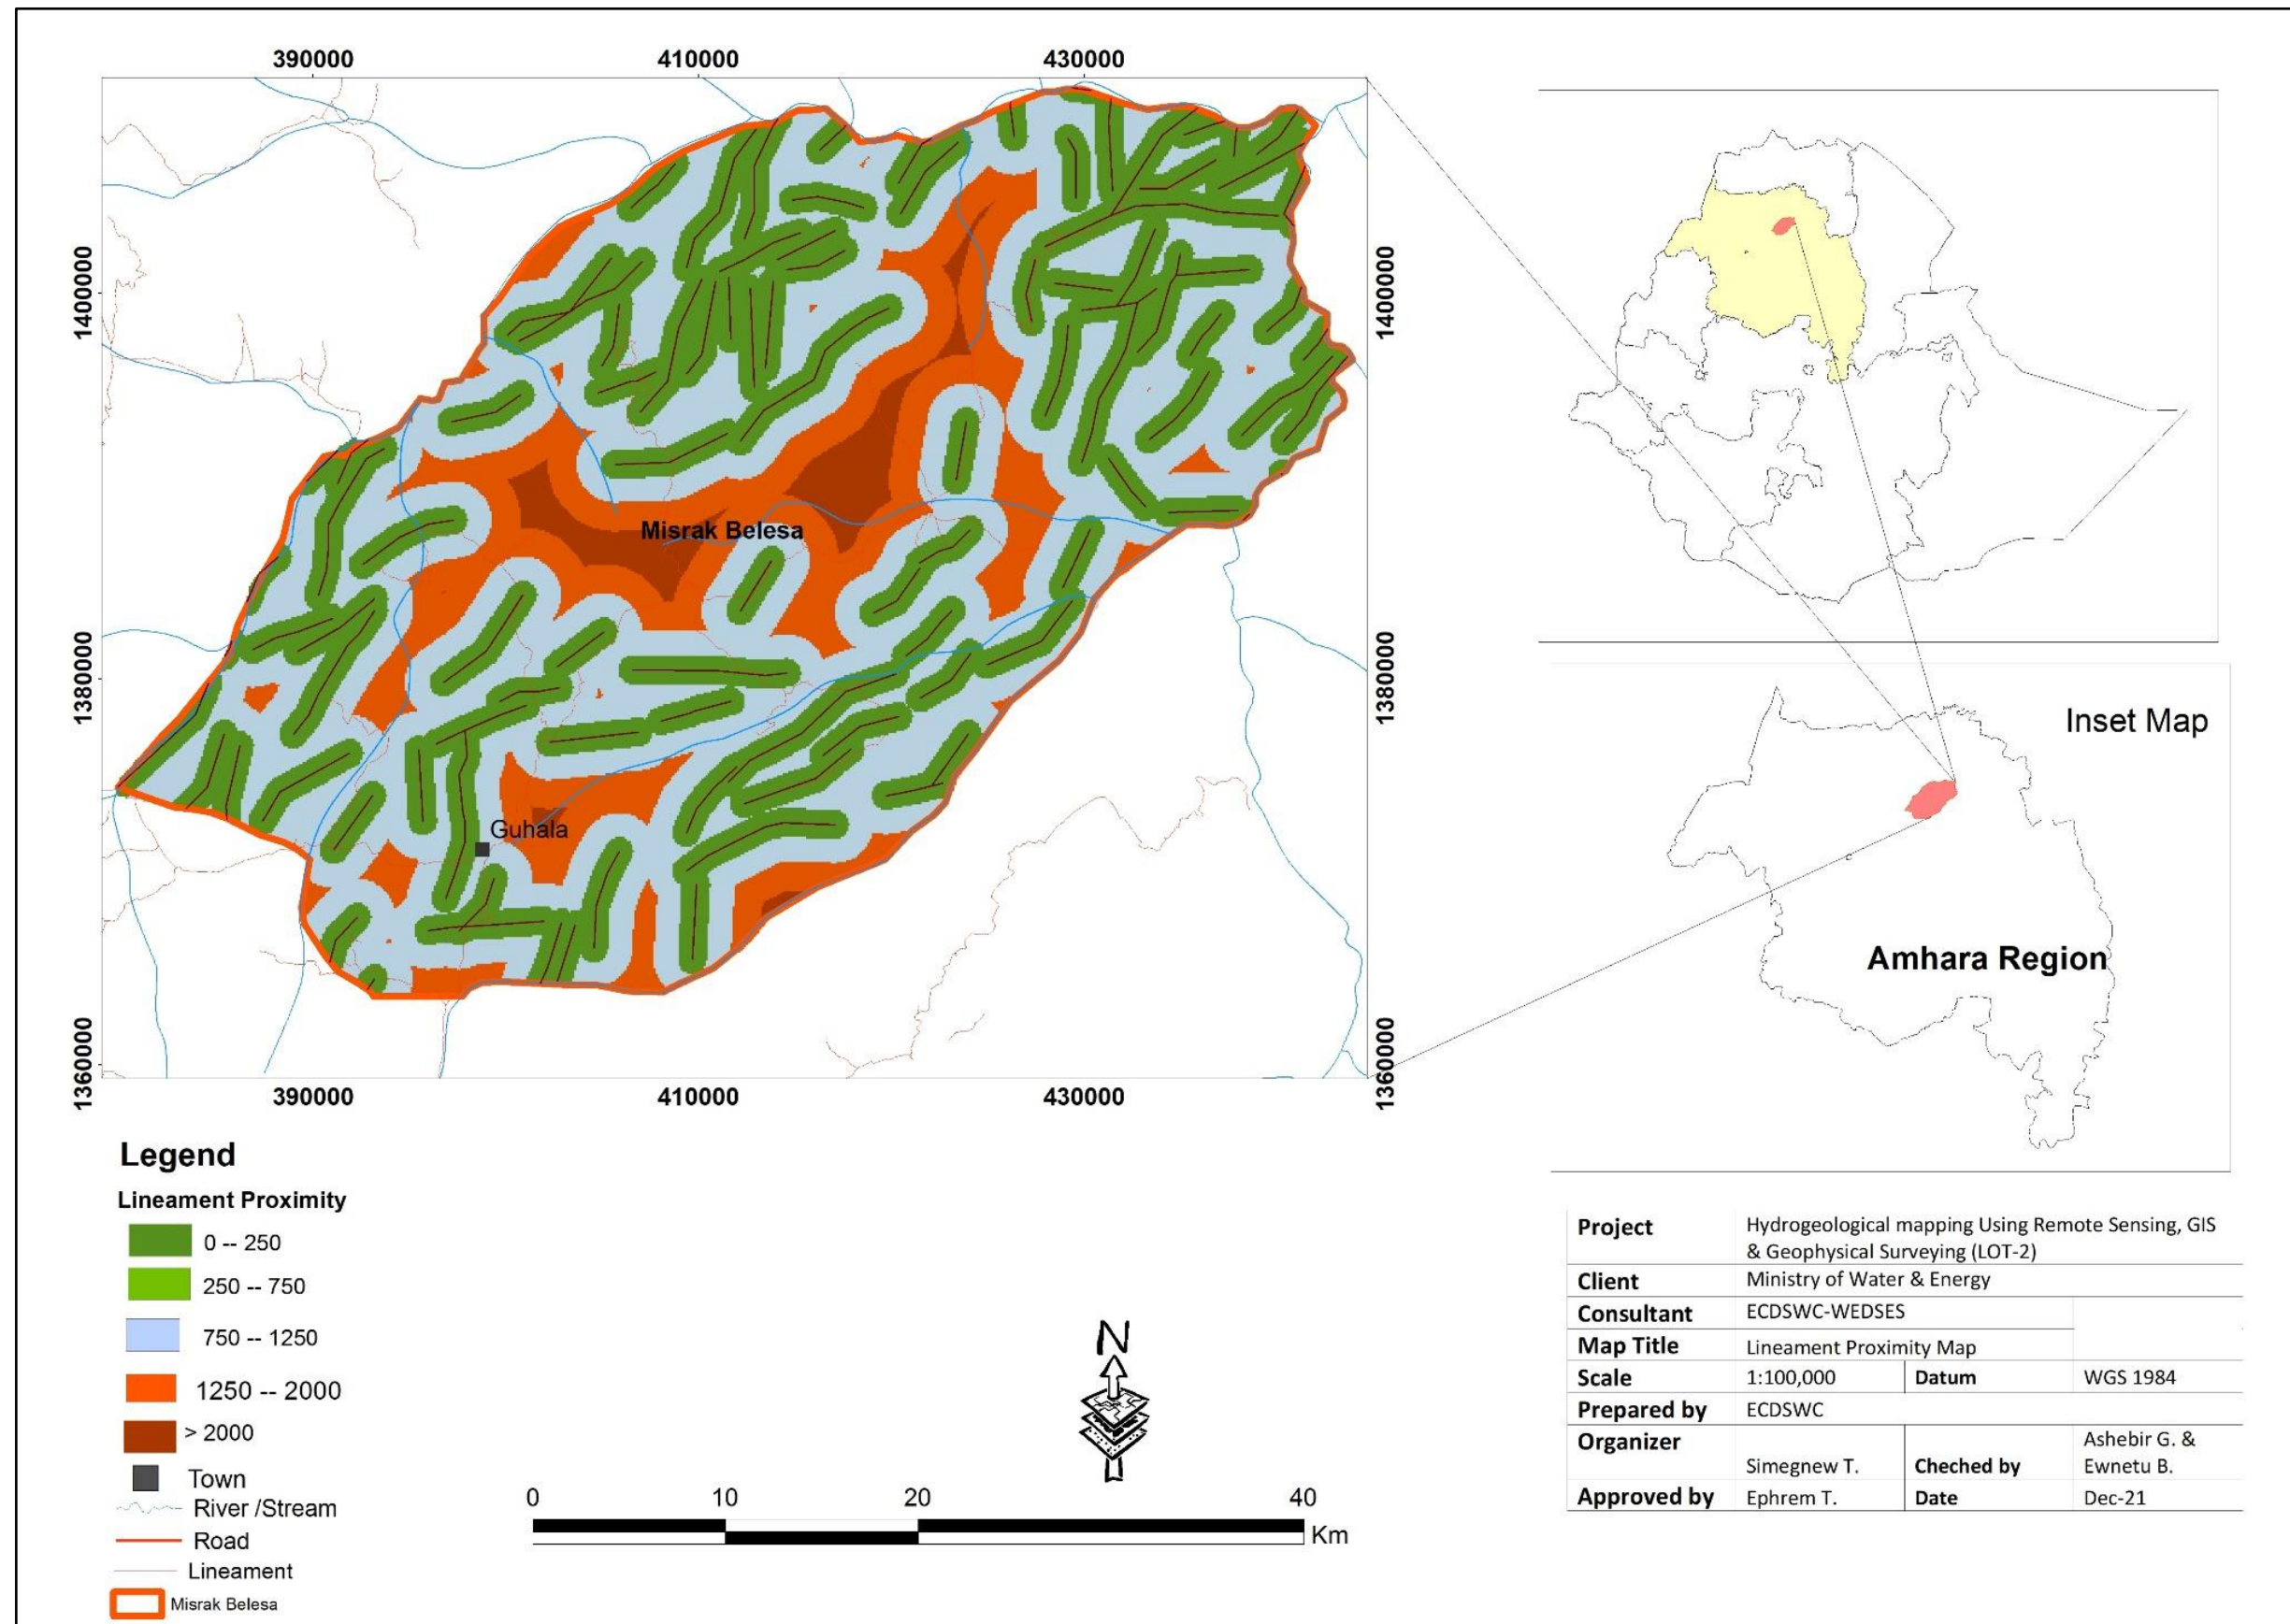 390000 410000 430000
1400000 1400000
1380000 1380000
1360000 1360000
Misrak Belesa
Guhala
390000 410000 430000
Inset Map
Amhara Region
Legend
Lineament Proximity
0 -- 250
250 -- 750
750 -- 1250
1250 -- 2000
> 2000
Town
River /Stream
Road
Lineament
Misrak Belesa
N
0 10 20 40
Km
Project Hydrogeological mapping Using Remote Sensing, GIS
& Geophysical Surveying (LOT-2)
Client Ministry of Water & Energy
Consultant ECDSWC-WEDSES
Map Title Lineament Proximity Map
Scale 1:100,000 Datum WGS 1984
Prepared by ECDSWC
Organizer Simegnew T. Cheched by Ashebir G. &
Ewnetu B.
Approved by Ephrem T. Date Dec-21